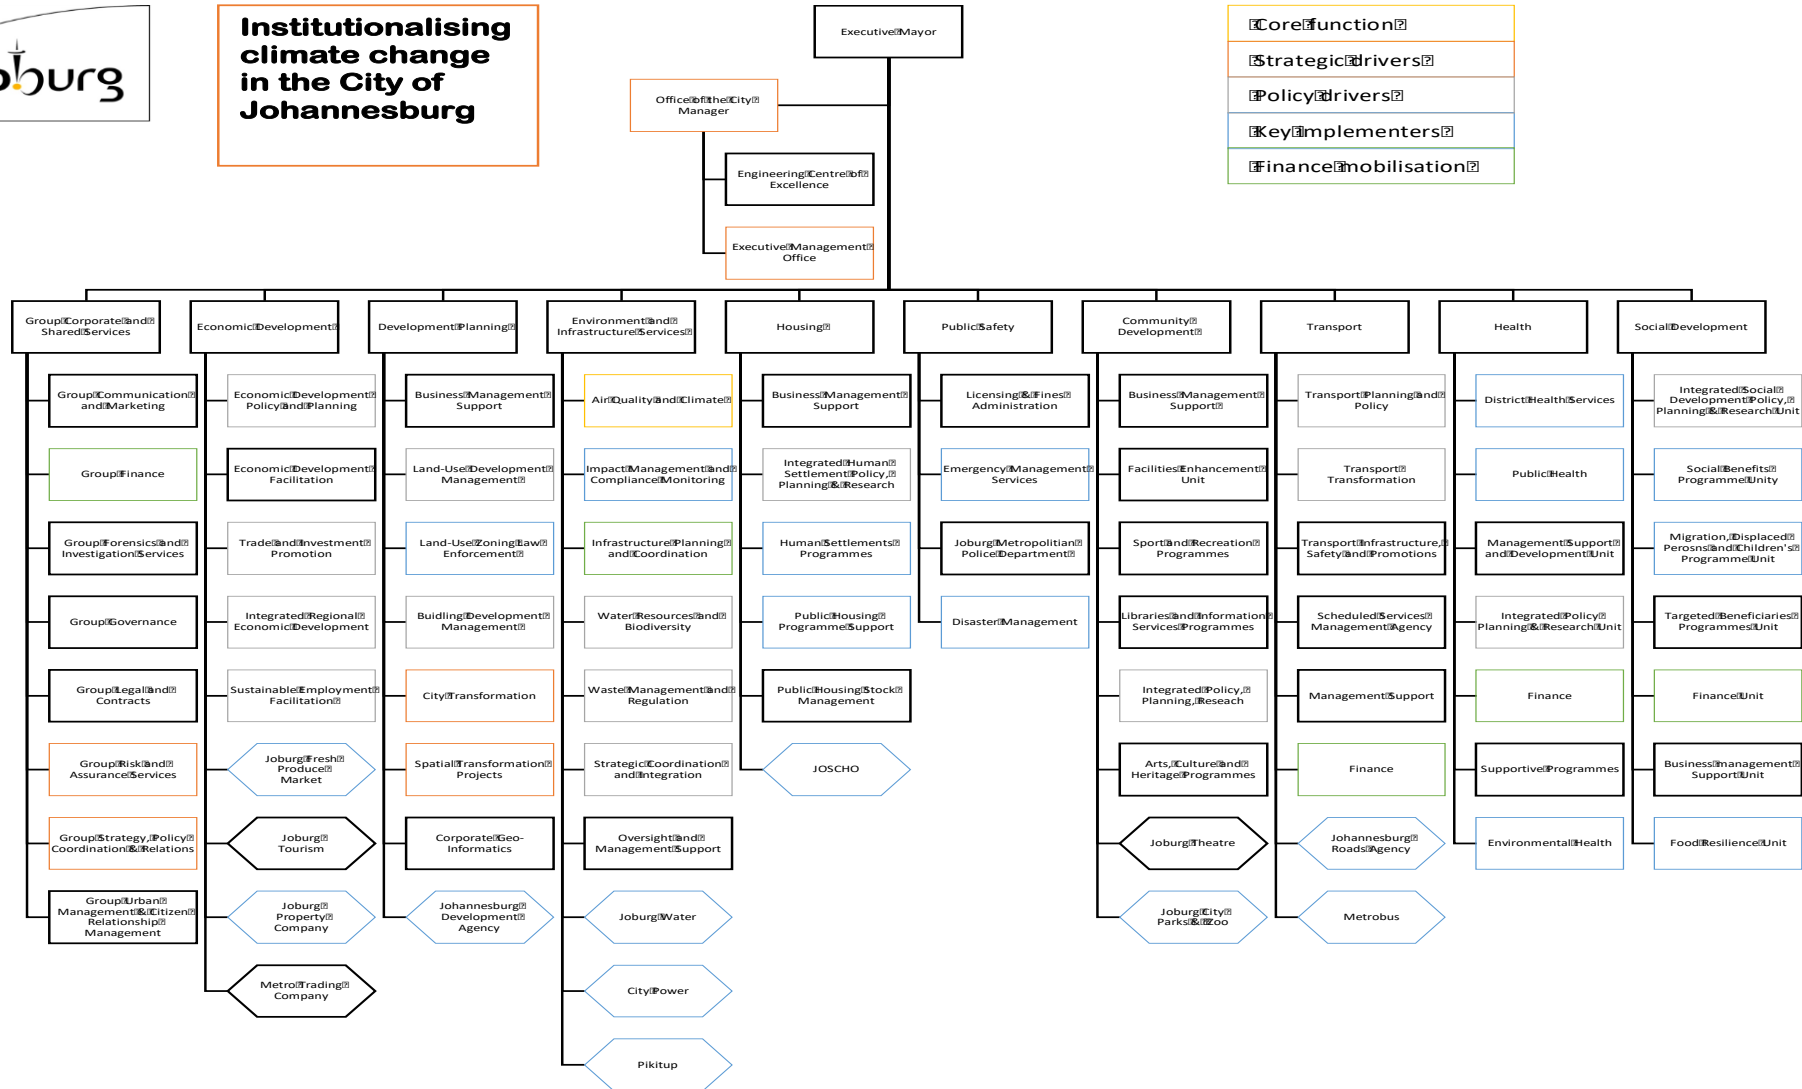 oburg
Institutionalising
climate change
in the City of
Johannesburg
Executive Mayor
Office of the City
Manager
Engineering Centre of
Excellence
Executive Management
Office
Core function
Strategic drivers
Policy drivers
Key implementers
Finance mobilisation
Group Corporate and
Shared Services
Group Communication
and Marketing
Group Finance
Group Forensics and
Investigation Services
Group Governance
Group Legal and
Contracts
Group Risk and
Assurance Services
Group Strategy, Policy
Coordination & Relations
Group Urban
Management & Citizen
Relationship
Management
Economic Development
Economic Development
Policy and Planning
Economic Development
Facilitation
Trade and Investment
Promotion
Integrated Regional
Economic Development
Sustainable Employment
Facilitation
Joburg Fresh
Produce
Market
Joburg
Tourism
Joburg
Property
Company
Metro Trading
Company
Development Planning
Business Management
Support
Land-Use Development
Management
Land-Use Zoning Law
Enforcement
Buidling Development
Management
City Transformation
Spatial Transformation
Projects
Corporate Geo-
Informatics
Johannesburg
Development
Agency
Environment and
Infrastructure Services
Air Quality and Climate
Impact Management and
Compliance Monitoring
Infrastructure Planning
and Coordination
Water Resources and
Biodiversity
Waste Management and
Regulation
Strategic Coordination
and Integration
Oversight and
Management Support
Joburg Water
City Power
Pikitup
Housing
Business Management
Support
Integrated Human
Settlement Policy,
Planning & Research
Human Settlements
Programmes
Public Housing
Programme Support
Public Housing Stock
Management
JOSCHO
Public Safety
Licensing & Fines
Administration
Emergency Management
Services
Joburg Metropolitian
Police Department
Disaster Management
Community
Development
Business Management
Support
Facilities Enhancement
Unit
Sport and Recreation
Programmes
Libraries and Information
Services Programmes
Integrated Policy,
Planning, Reseach
Arts, Culture and
Heritage Programmes
Joburg Theatre
Joburg City
Parks & Zoo
Transport
Transport Planning and
Policy
Transport
Transformation
Transport Infrastructure,
Safety and Promotions
Scheduled Services
Management Agency
Management Support
Finance
Johannesburg
Roads Agency
Metrobus
Health
District Health Services
Public Health
Management Support
and Development Unit
Integrated Policy
Planning & Research Unit
Finance
Supportive Programmes
Environmental Health
Social Development
Integrated Social
Development Policy,
Planning & Research Unit
Social Benefits
Programme Unity
Migration, Displaced
Perosns and Children's
Programme Unit
Targeted Beneficiaries
Programmes Unit
Finance Unit
Business management
Support Unit
Food Resilience Unit